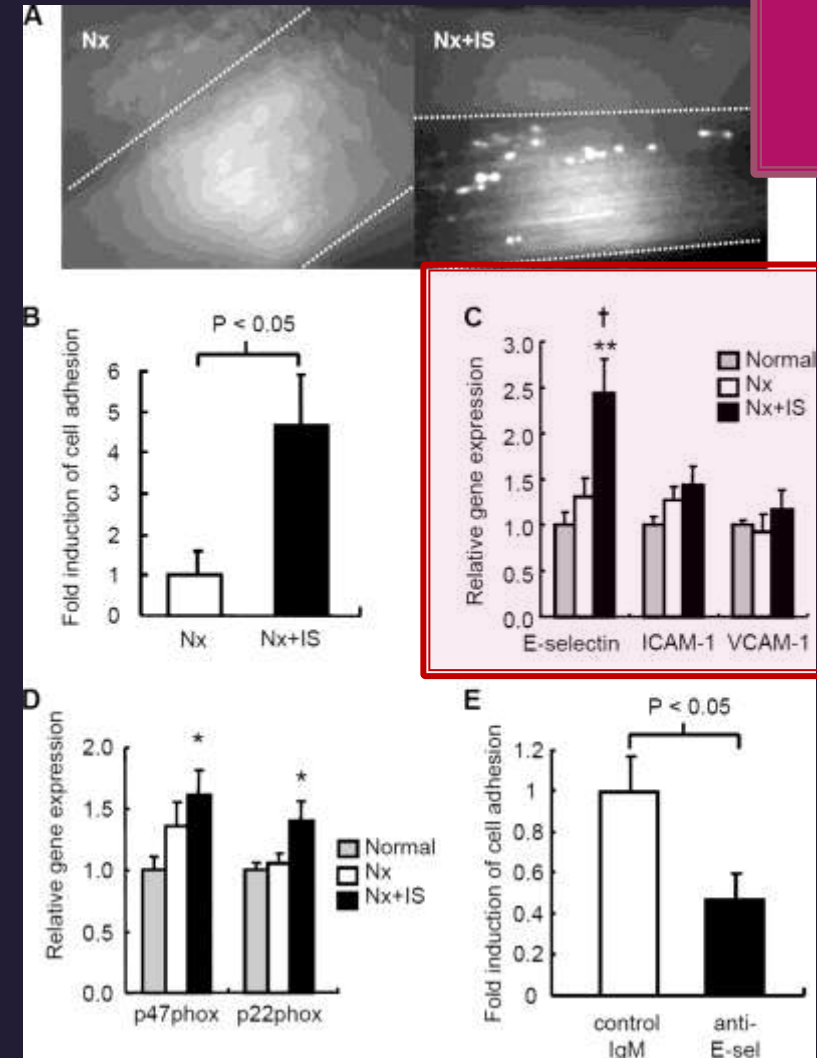 A
Nx
Nx+IS
B
P < 0.05
Fold induction of cell adhesion
6
5
4
3
2
1
0
Nx
Nx+IS
C
†
**
Relative gene expression
3.0
2.5
2.0
1.5
1.0
0.5
0.0
Normal
Nx
Nx+IS
E-selectin
ICAM-1
VCAM-1
D
*
*
Relative gene expression
2.0
1.5
1.0
0.5
0.0
Normal
Nx
Nx+IS
p47phox
p22phox
E
P < 0.05
Fold induction of cell adhesion
1.2
1
0.8
0.6
0.4
0.2
0
control
IgM
anti-
E-sel